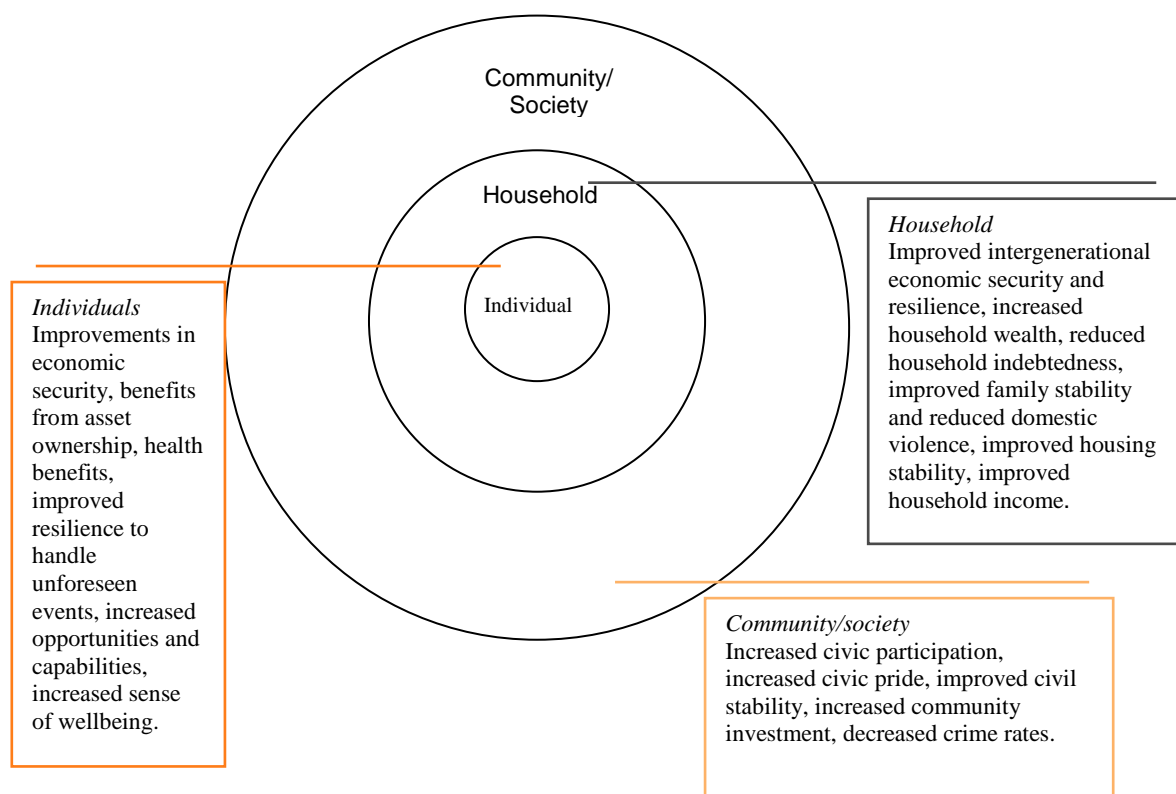 Community/
Society
Household
Individual
Individuals
Improvements in
economic
security, benefits
from asset
ownership, health
benefits,
improved
resilience to
handle
unforeseen
events, increased
opportunities and
capabilities,
increased sense
of wellbeing.
Household
Improved intergenerational
economic security and
resilience, increased
household wealth, reduced
household indebtedness,
improved family stability
and reduced domestic
violence, improved housing
stability, improved
household income.
Community/society
Increased civic participation,
increased civic pride, improved civil
stability, increased community
investment, decreased crime rates.